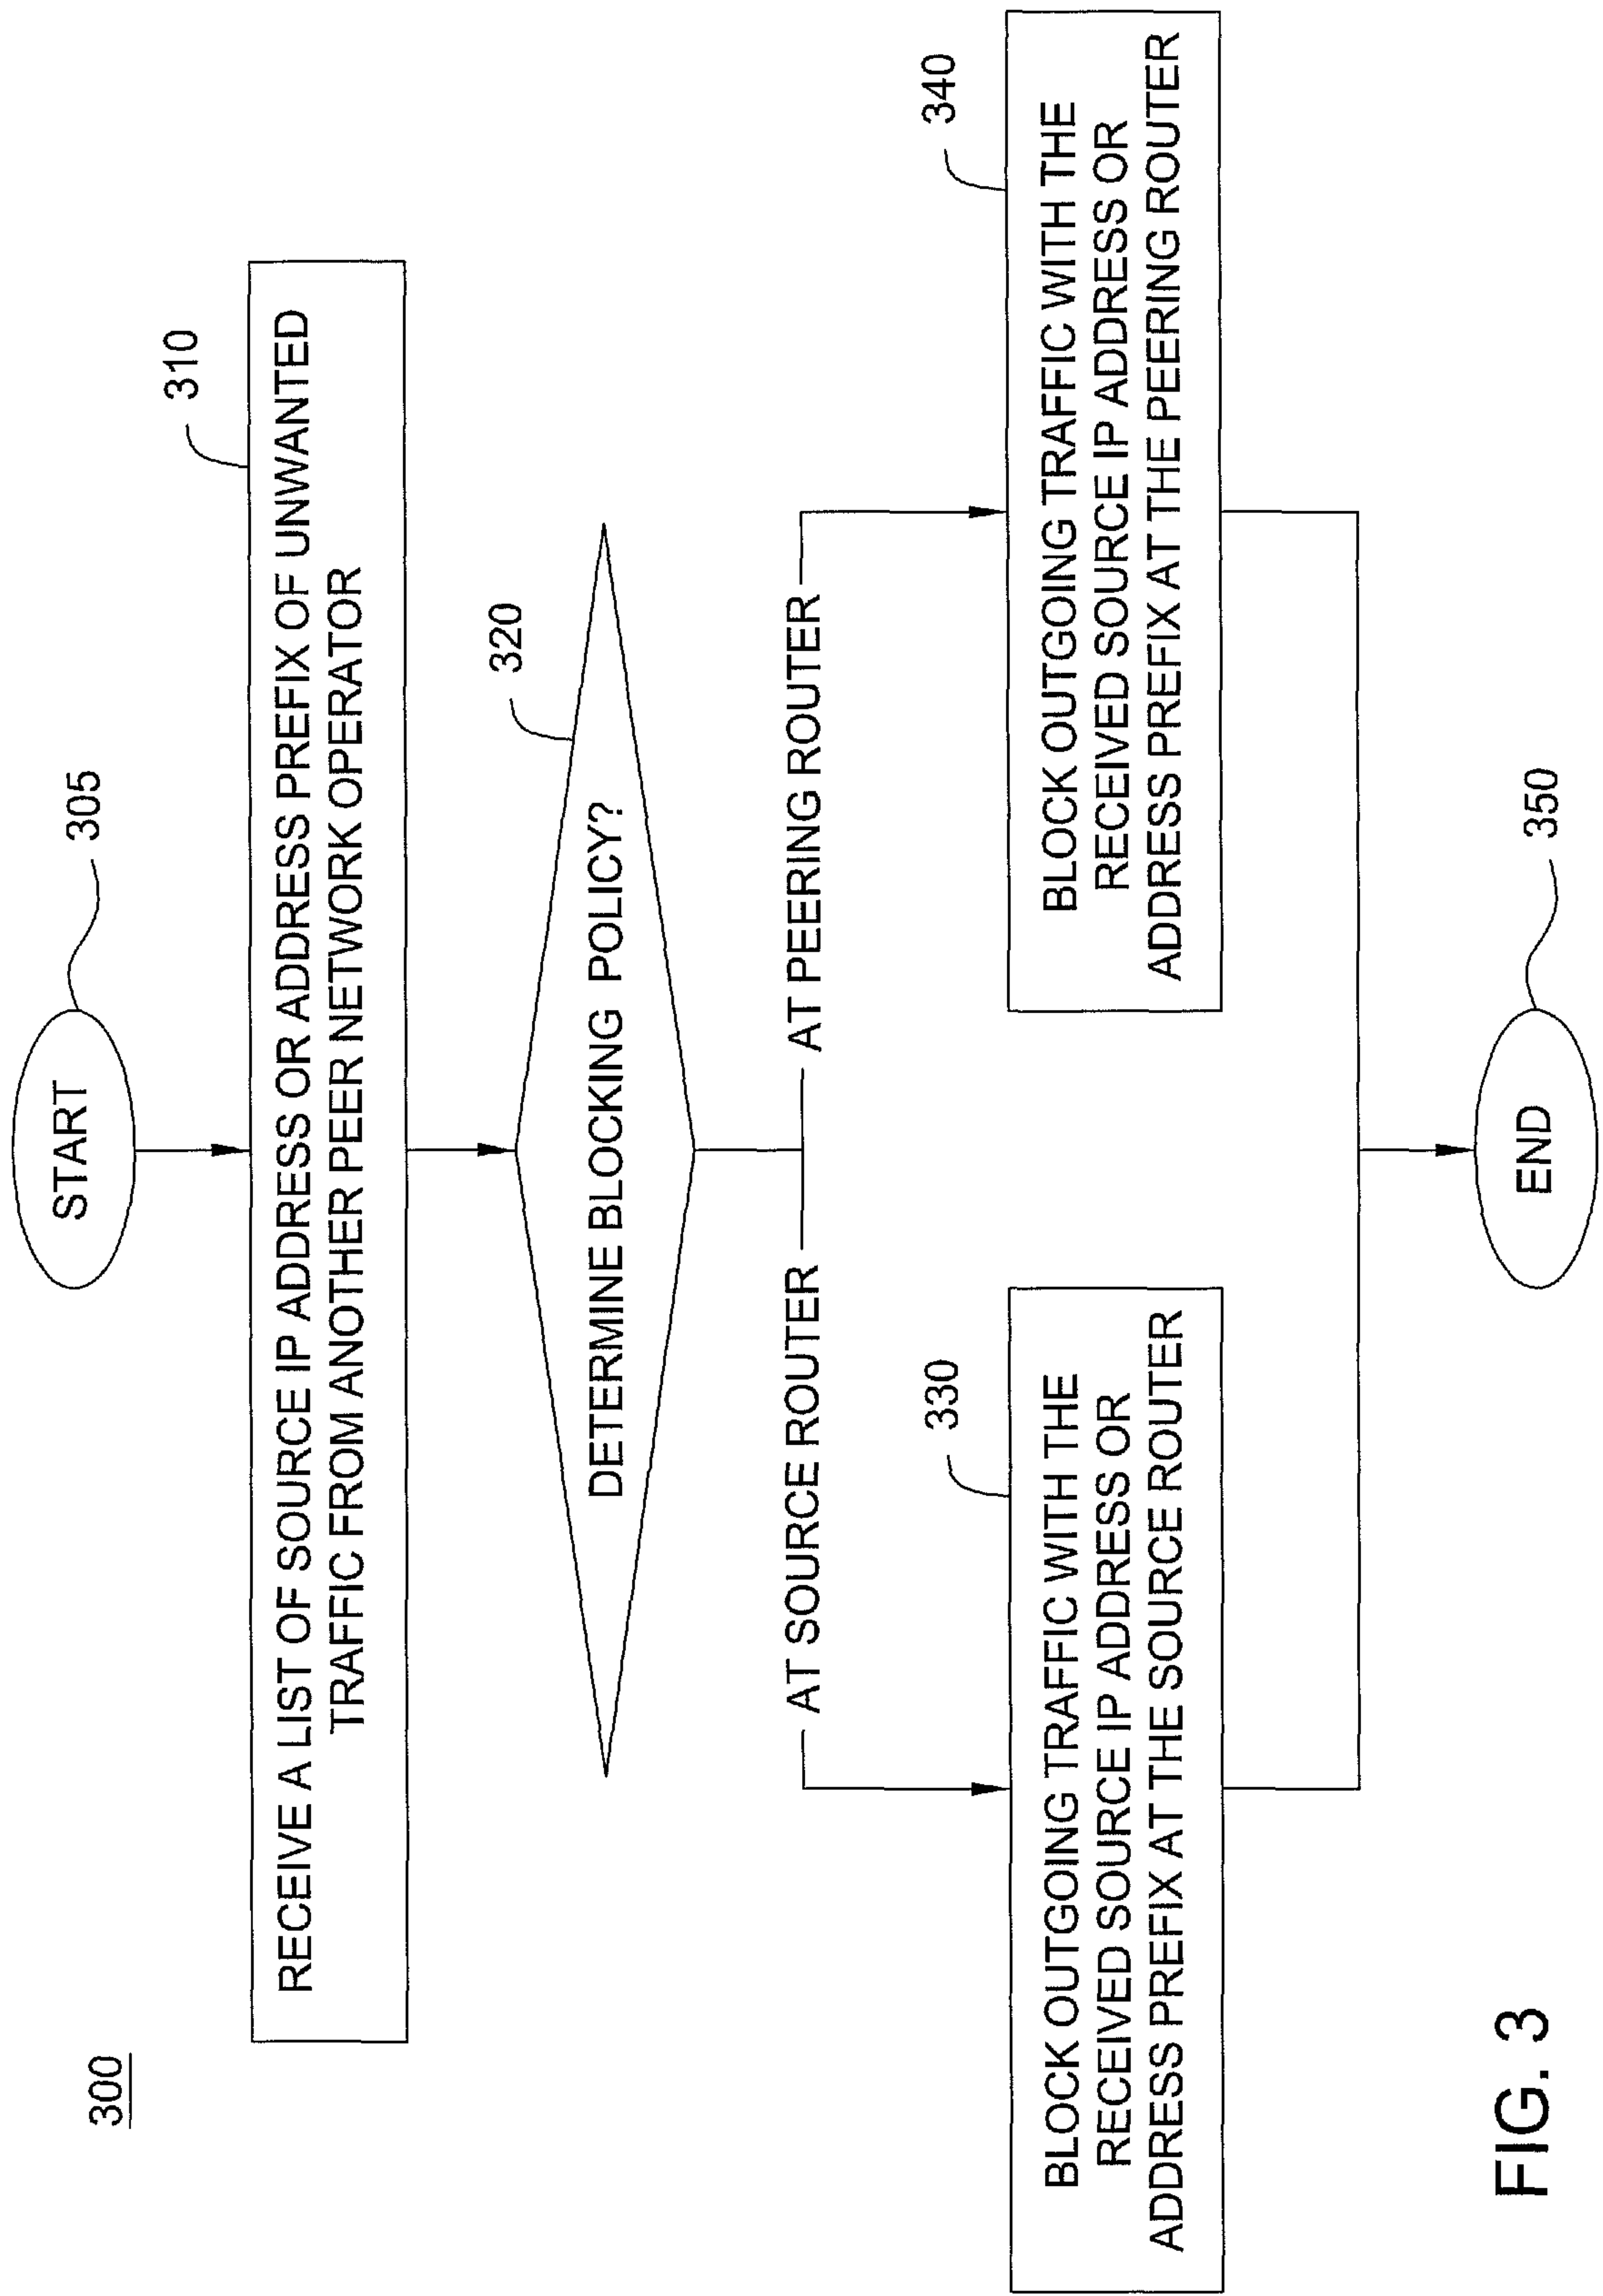 300
START
305
310
RECEIVE A LIST OF SOURCE IP ADDRESS OR ADDRESS PREFIX OF UNWANTED
TRAFFIC FROM ANOTHER PEER NETWORK OPERATOR
320
DETERMINE BLOCKING POLICY?
AT SOURCE ROUTER
AT PEERING ROUTER
330
BLOCK OUTGOING TRAFFIC WITH THE
RECEIVED SOURCE IP ADDRESS OR
ADDRESS PREFIX AT THE SOURCE ROUTER
340
BLOCK OUTGOING TRAFFIC WITH THE
RECEIVED SOURCE IP ADDRESS OR
ADDRESS PREFIX AT THE PEERING ROUTER
END
350
FIG. 3